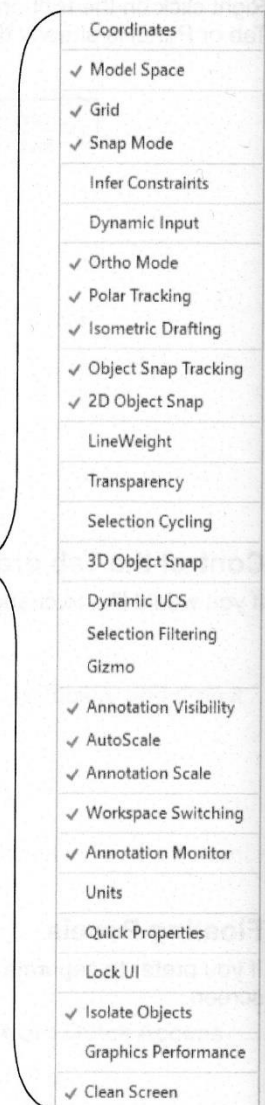 Coordinates
✓ Model Space
✓ Grid
✓ Snap Mode
Infer Constraints
Dynamic Input
✓ Ortho Mode
✓ Polar Tracking
✓ Isometric Drafting
✓ Object Snap Tracking
✓ 2D Object Snap
LineWeight
Transparency
Selection Cycling
3D Object Snap
Dynamic UCS
Selection Filtering
Gizmo
✓ Annotation Visibility
✓ AutoScale
✓ Annotation Scale
✓ Workspace Switching
✓ Annotation Monitor
Units
Quick Properties
Lock UI
✓ Isolate Objects
Graphics Performance
✓ Clean Screen